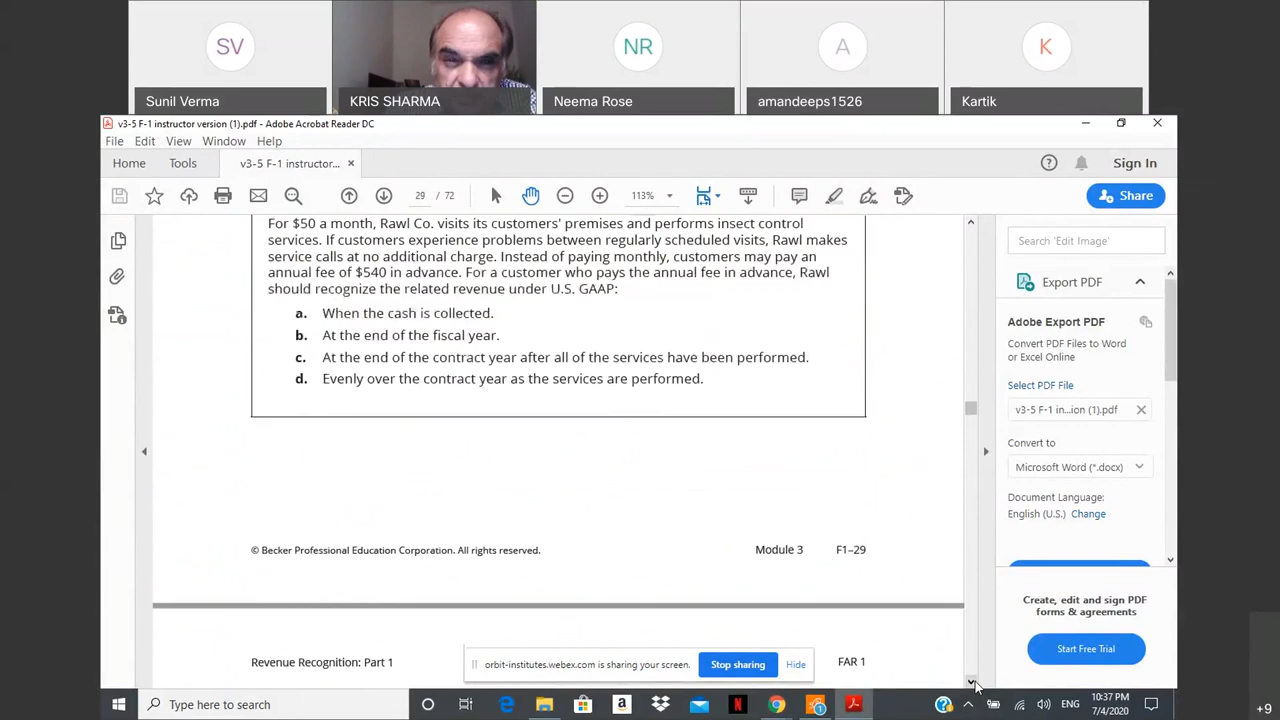 SV
NR
A
K
Sunil Verma
KRIS SHARMA
Neema Rose
amandeeps1526
Kartik
v3-5 F-1 instructor version (1).pdf - Adobe Acrobat Reader DC
File Edit View Window Help
Home Tools v3-5 F-1 instructor... × Sign In
29 / 72 113% Share
For $50 a month, Rawl Co. visits its customers' premises and performs insect control
services. If customers experience problems between regularly scheduled visits, Rawl makes
service calls at no additional charge. Instead of paying monthly, customers may pay an
annual fee of $540 in advance. For a customer who pays the annual fee in advance, Rawl
should recognize the related revenue under U.S. GAAP:
a. When the cash is collected.
b. At the end of the fiscal year.
c. At the end of the contract year after all of the services have been performed.
d. Evenly over the contract year as the services are performed.
© Becker Professional Education Corporation. All rights reserved. Module 3 F1–29
Revenue Recognition: Part 1 FAR 1
orbit-institutes.webex.com is sharing your screen. Stop sharing Hide
Search 'Edit Image'
Export PDF
Adobe Export PDF
Convert PDF Files to Word
or Excel Online
Select PDF File
v3-5 F-1 in...ion (1).pdf
Convert to
Microsoft Word (*.docx)
Document Language:
English (U.S.) Change
Create, edit and sign PDF
forms & agreements
Start Free Trial
Type here to search
ENG
10:37 PM
7/4/2020
+9